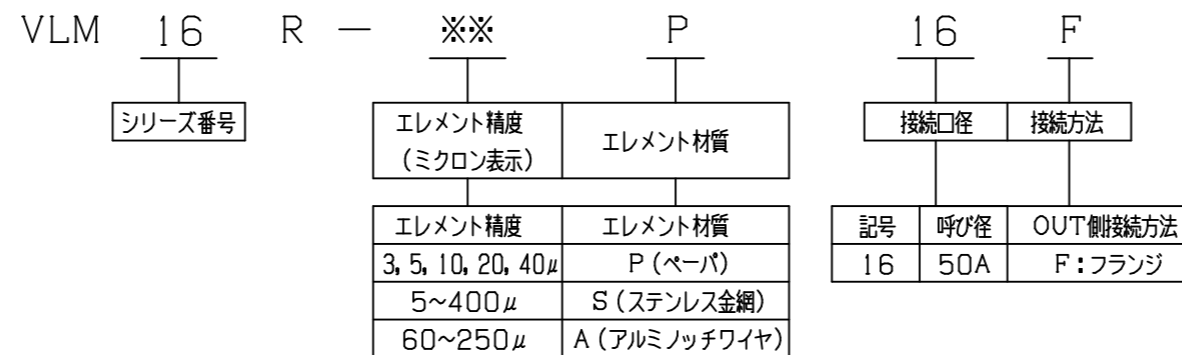 VLM 16 R － ※※ P 16 F
シリーズ番号
エレメント精度
(ミクロン表示)
エレメント材質
接続口径 接続方法
エレメント精度 エレメント材質
3, 5, 10, 20, 40μ P(ペーパ)
5~400μ S(ステンレス金網)
60~250μ A(アルミノッチワイヤ)
記号 呼び径 OUT側接続方法
16 50A F:フランジ